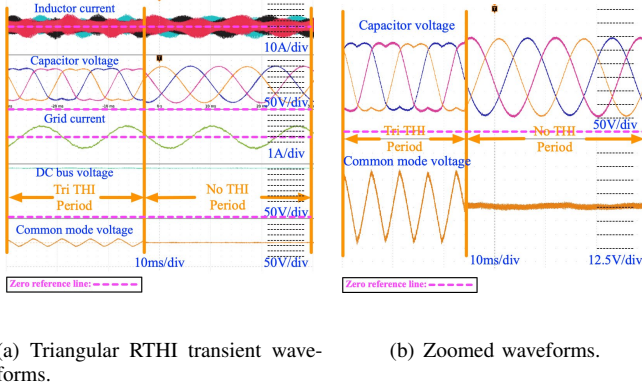 Inductor current
10A/div
Capacitor voltage
50V/div
Grid current
1A/div
DC bus voltage
Tri THI
Period
No THI
Period
50V/div
Common mode voltage
10ms/div
50V/div
Zero reference line:
(a) Triangular RTHI transient wave-
forms.
Capacitor voltage
50V/div
Tri THI
Period
No THI
Period
Common mode voltage
10ms/div
12.5V/div
Zero reference line:
(b) Zoomed waveforms.